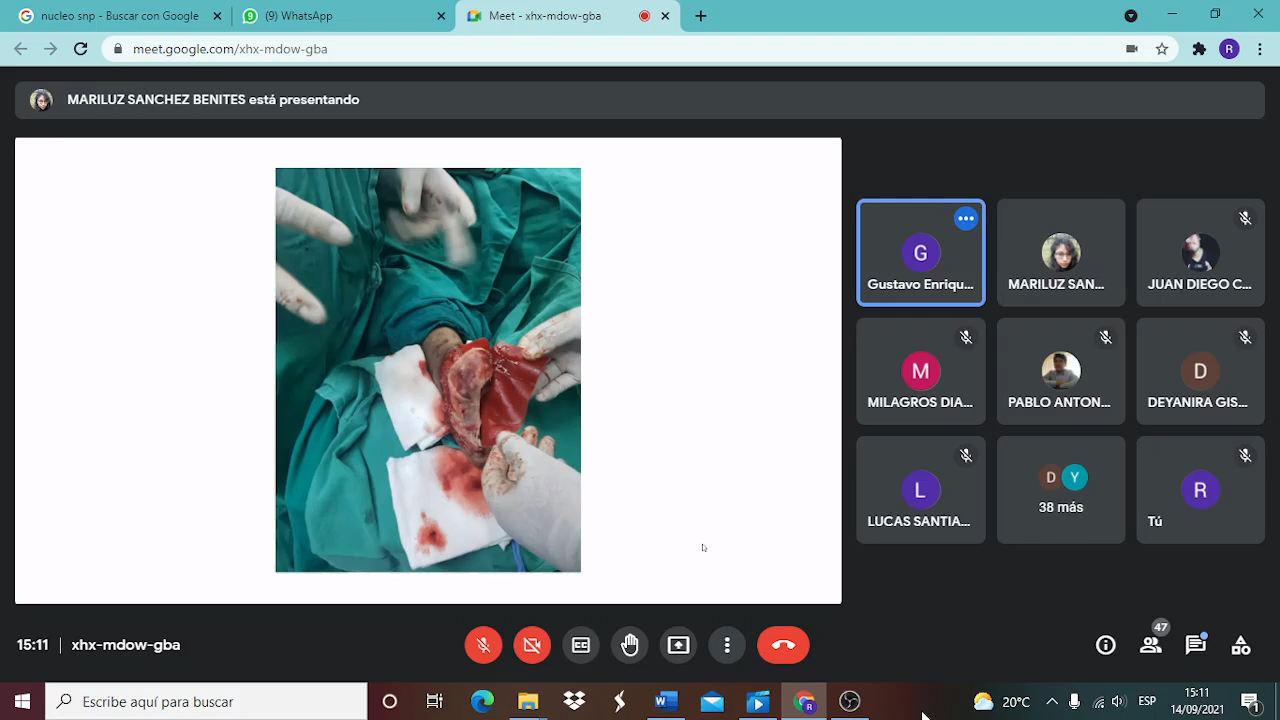 nucleo snp - Buscar con Google
(9) WhatsApp
Meet - xhx-mdow-gba
meet.google.com/xhx-mdow-gba
R
MARILUZ SANCHEZ BENITES está presentando
G
Gustavo Enriqu...
MARILUZ SAN...
JUAN DIEGO C...
M
MILAGROS DIA...
PABLO ANTON...
D
DEYANIRA GIS...
L
LUCAS SANTIA...
D Y
38 más
R
Tú
15:11 | xhx-mdow-gba
47
Escribe aquí para buscar
20°C
ESP
15:11
14/09/2021
1